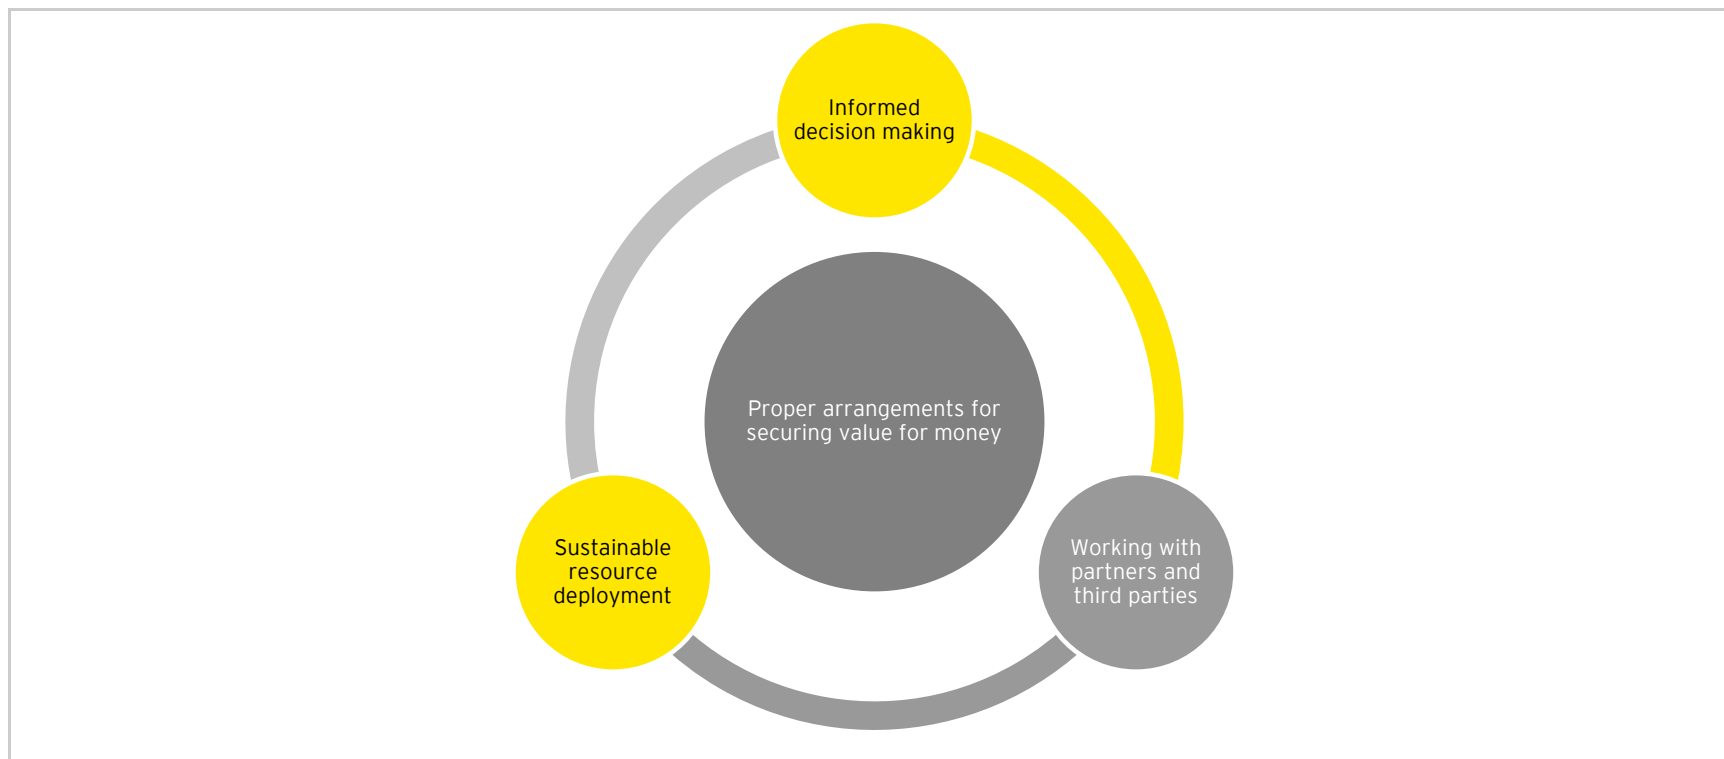 Informed
decision making
Proper arrangements for
securing value for money
Sustainable
resource
deployment
Working with
partners and
third parties